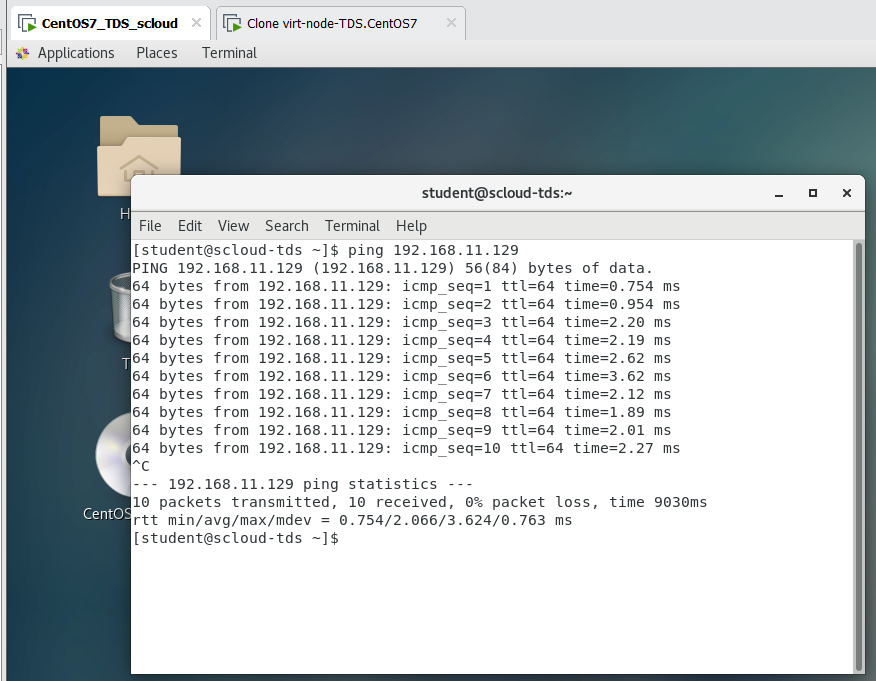 CentOS7_TDS_scloud
Clone virt-node-TDS.CentOS7
Applications Places Terminal
student@scloud-tds:~
File Edit View Search Terminal Help
[student@scloud-tds ~]$ ping 192.168.11.129
PING 192.168.11.129 (192.168.11.129) 56(84) bytes of data.
64 bytes from 192.168.11.129: icmp_seq=1 ttl=64 time=0.754 ms
64 bytes from 192.168.11.129: icmp_seq=2 ttl=64 time=0.954 ms
64 bytes from 192.168.11.129: icmp_seq=3 ttl=64 time=2.20 ms
64 bytes from 192.168.11.129: icmp_seq=4 ttl=64 time=2.19 ms
64 bytes from 192.168.11.129: icmp_seq=5 ttl=64 time=2.62 ms
64 bytes from 192.168.11.129: icmp_seq=6 ttl=64 time=3.62 ms
64 bytes from 192.168.11.129: icmp_seq=7 ttl=64 time=2.12 ms
64 bytes from 192.168.11.129: icmp_seq=8 ttl=64 time=1.89 ms
64 bytes from 192.168.11.129: icmp_seq=9 ttl=64 time=2.01 ms
64 bytes from 192.168.11.129: icmp_seq=10 ttl=64 time=2.27 ms
^C
--- 192.168.11.129 ping statistics ---
10 packets transmitted, 10 received, 0% packet loss, time 9030ms
rtt min/avg/max/mdev = 0.754/2.066/3.624/0.763 ms
[student@scloud-tds ~]$
H
T
CentOS